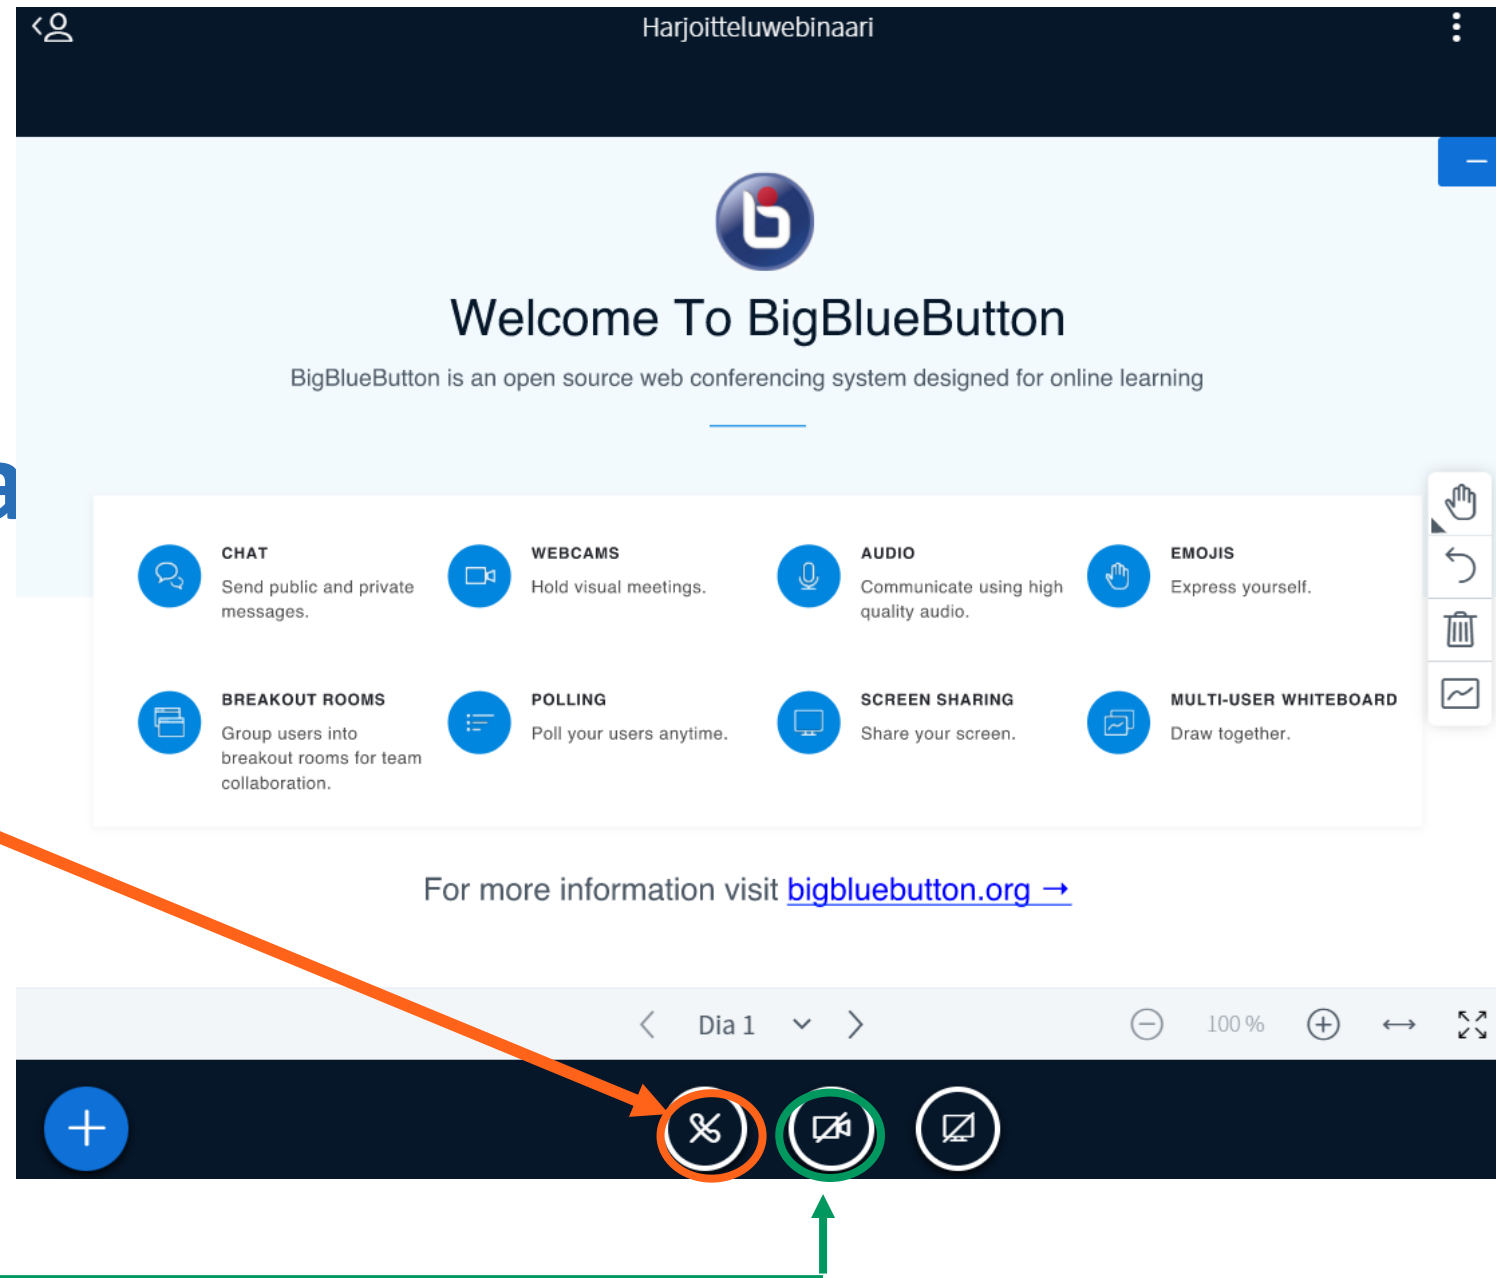 Harjoitteluwebinaari
Welcome To BigBlueButton
BigBlueButton is an open source web conferencing system designed for online learning
a
CHAT
Send public and private
messages.
WEBCAMS
Hold visual meetings.
AUDIO
Communicate using high
quality audio.
EMOJIS
Express yourself.
BREAKOUT ROOMS
Group users into
breakout rooms for team
collaboration.
POLLING
Poll your users anytime.
SCREEN SHARING
Share your screen.
MULTI-USER WHITEBOARD
Draw together.
For more information visit bigbluebutton.org →
Dia 1
100 %